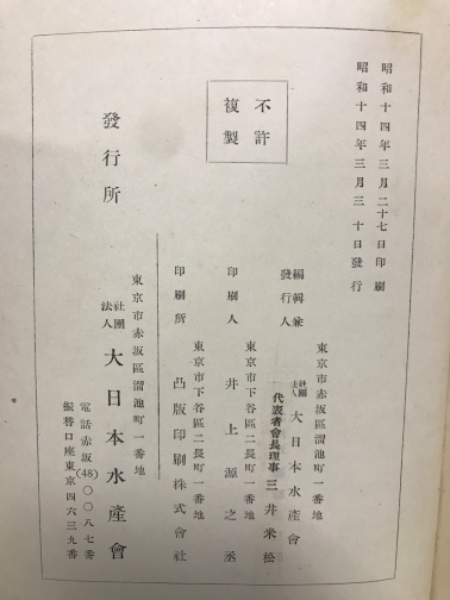 昭和十四年三月二十七日印刷
昭和十四年三月三十日發行
不許
複製
東京市赤坂區溜池町一番地
編輯兼
發行人
社團
法人
大日本水產會
代表者會長理事 三井米松
東京市下谷區二長町一番地
印刷人 井上源之丞
東京市下谷區二長町一番地
印刷所 凸版印刷株式會社
發行所
東京市赤坂區溜池町一番地
社團
法人
大日本水產會
電話赤坂(48)〇〇八七番
振替口座東京四六三九番